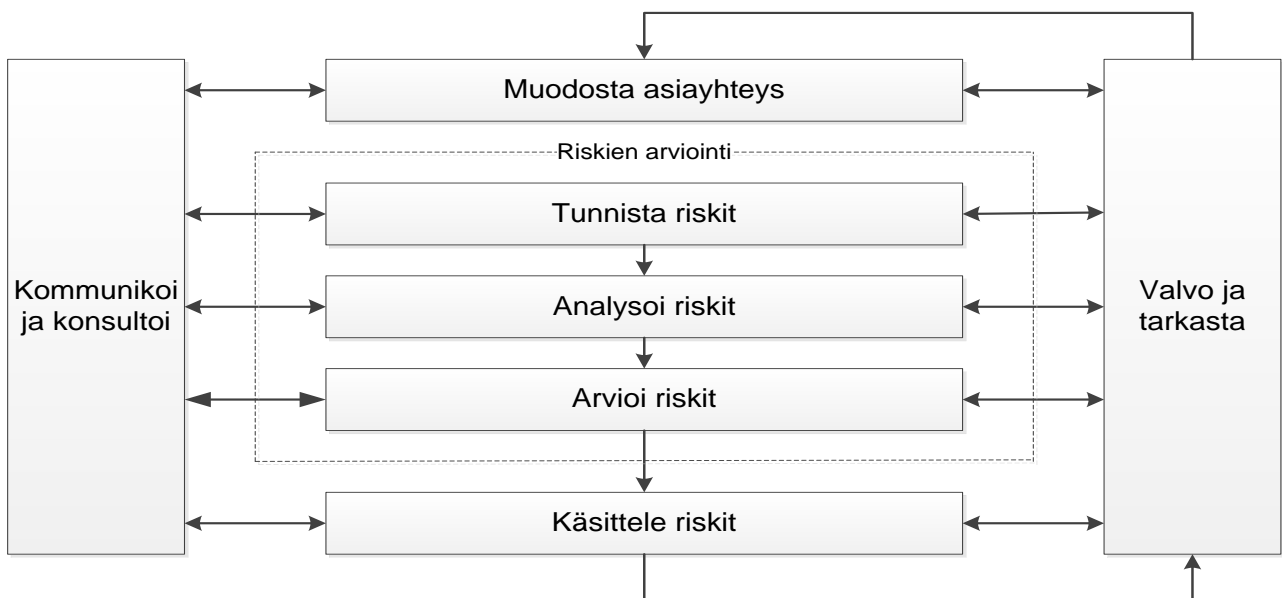 Muodosta asiayhteys
Riskien arviointi
Tunnista riskit
Kommunikoi
ja konsultoi
Analysoi riskit
Valvo ja
tarkasta
Arvioi riskit
Käsittele riskit